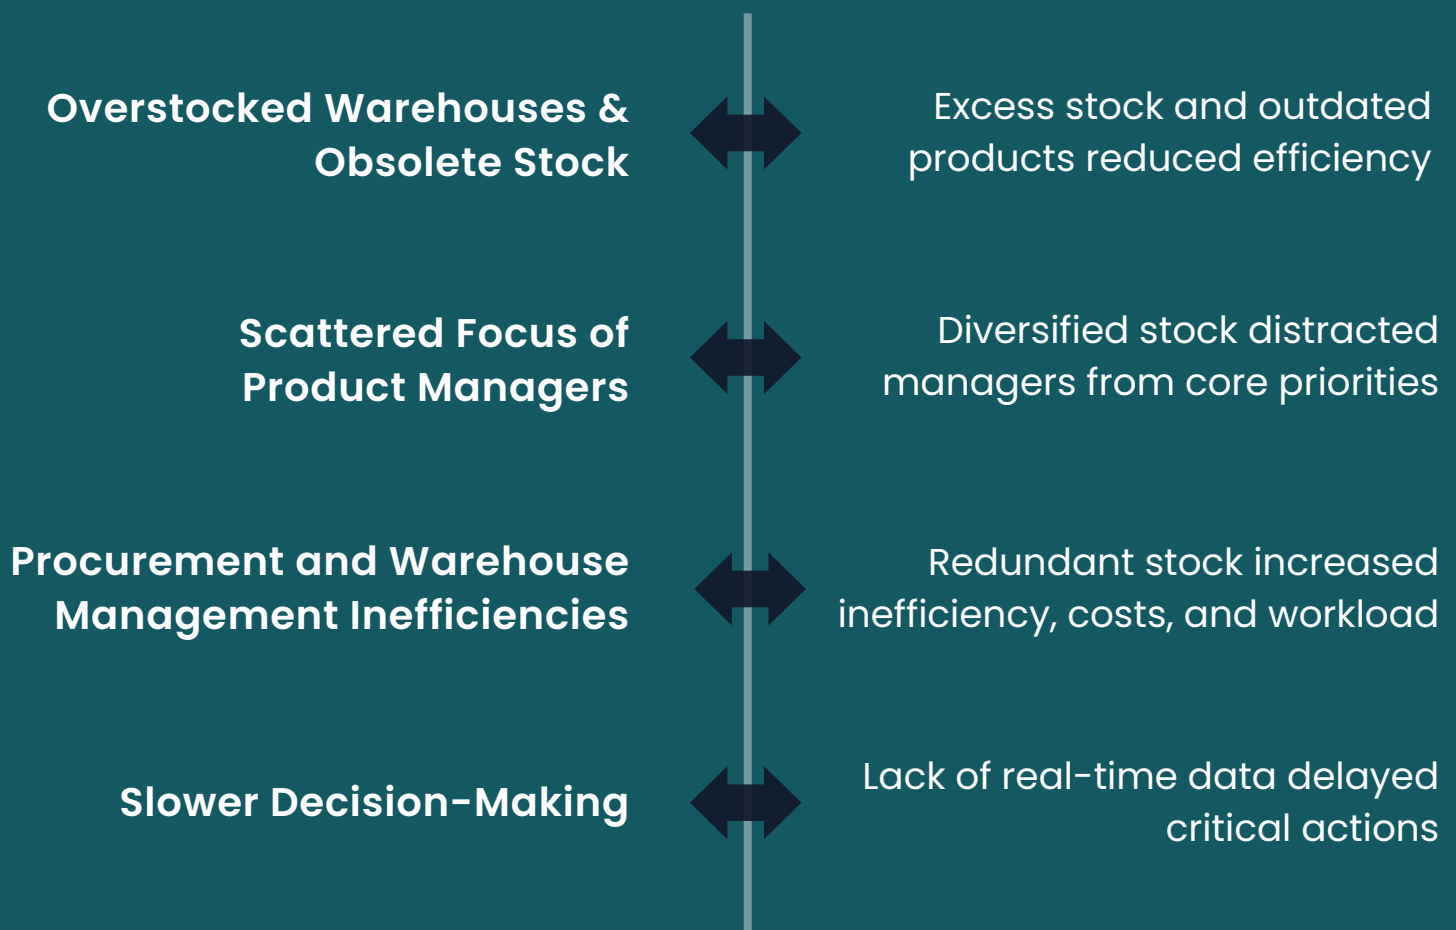 Overstocked Warehouses &
Obsolete Stock
Excess stock and outdated
products reduced efficiency
Scattered Focus of
Product Managers
Diversified stock distracted
managers from core priorities
Procurement and Warehouse
Management Inefficiencies
Redundant stock increased
inefficiency, costs, and workload
Slower Decision-Making
Lack of real-time data delayed
critical actions